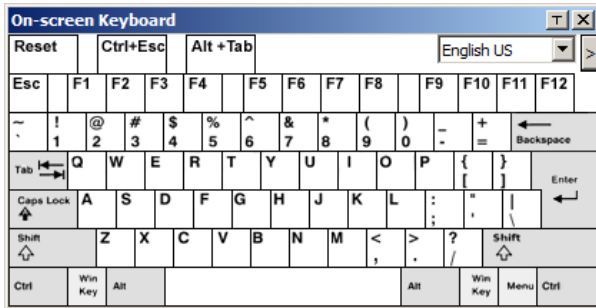 On-screen Keyboard T X
Reset Ctrl+Esc Alt +Tab English US >
Esc F1 F2 F3 F4 F5 F6 F7 F8 F9 F10 F11 F12
~ ! @ # $ % ^ & * ( ) _ +
` 1 2 3 4 5 6 7 8 9 0 - = Backspace
Tab Q W E R T Y U I O P { }
[ ] Enter
Caps Lock A S D F G H J K L : " |
; ' \
Shift Z X C V B N M < > ? Shift
, . /
Ctrl Win Key Alt Alt Win Key Menu Ctrl